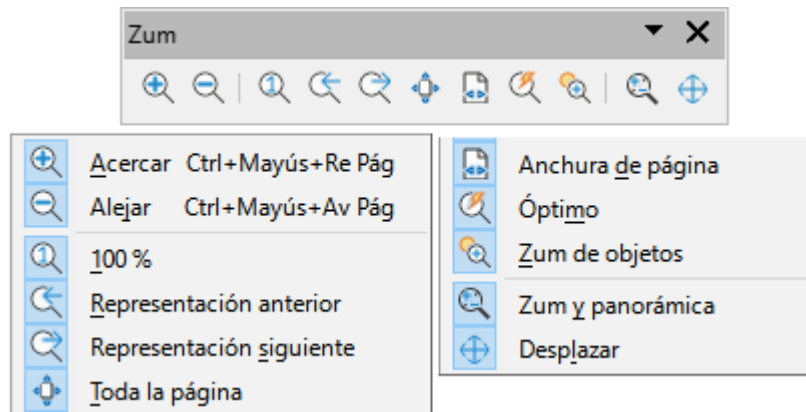 Zum
Acercar Ctrl+Mayús+Re Pág
Alejar Ctrl+Mayús+Av Pág
100 %
Representación anterior
Representación siguiente
Toda la página
Anchura de página
Óptimo
Zum de objetos
Zum y panorámica
Desplazar